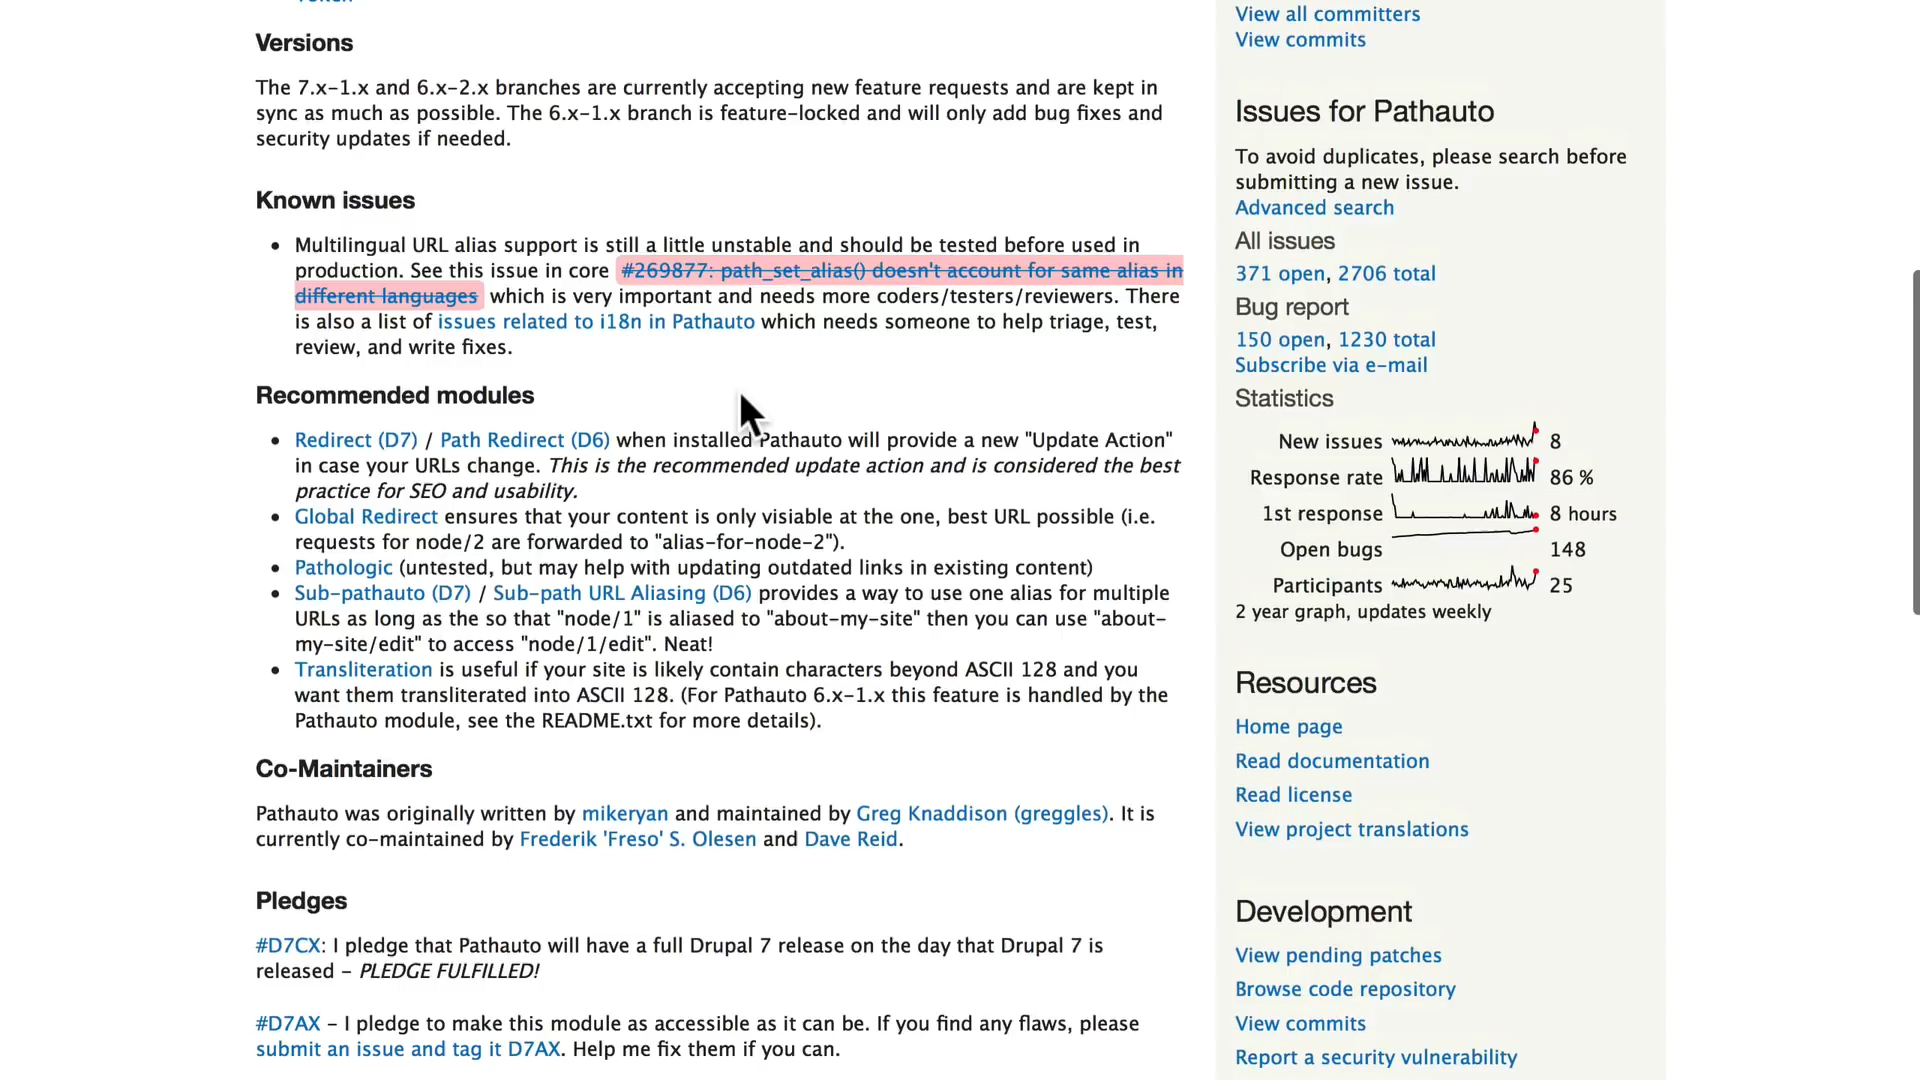 Token
Versions
The 7.x-1.x and 6.x-2.x branches are currently accepting new feature requests and are kept in
sync as much as possible. The 6.x-1.x branch is feature-locked and will only add bug fixes and
security updates if needed.
Known issues
• Multilingual URL alias support is still a little unstable and should be tested before used in
production. See this issue in core #269877: path_set_alias() doesn't account for same alias in
different languages which is very important and needs more coders/testers/reviewers. There
is also a list of issues related to i18n in Pathauto which needs someone to help triage, test,
review, and write fixes.
Recommended modules
• Redirect (D7) / Path Redirect (D6) when installed Pathauto will provide a new "Update Action"
in case your URLs change. This is the recommended update action and is considered the best
practice for SEO and usability.
• Global Redirect ensures that your content is only visiable at the one, best URL possible (i.e.
requests for node/2 are forwarded to "alias-for-node-2").
• Pathologic (untested, but may help with updating outdated links in existing content)
• Sub-pathauto (D7) / Sub-path URL Aliasing (D6) provides a way to use one alias for multiple
URLs as long as the so that "node/1" is aliased to "about-my-site" then you can use "about-
my-site/edit" to access "node/1/edit". Neat!
• Transliteration is useful if your site is likely contain characters beyond ASCII 128 and you
want them transliterated into ASCII 128. (For Pathauto 6.x-1.x this feature is handled by the
Pathauto module, see the README.txt for more details).
Co-Maintainers
Pathauto was originally written by mikeryan and maintained by Greg Knaddison (greggles). It is
currently co-maintained by Frederik 'Freso' S. Olesen and Dave Reid.
Pledges
#D7CX: I pledge that Pathauto will have a full Drupal 7 release on the day that Drupal 7 is
released - PLEDGE FULFILLED!
#D7AX - I pledge to make this module as accessible as it can be. If you find any flaws, please
submit an issue and tag it D7AX. Help me fix them if you can.
View all committers
View commits
Issues for Pathauto
To avoid duplicates, please search before
submitting a new issue.
Advanced search
All issues
371 open, 2706 total
Bug report
150 open, 1230 total
Subscribe via e-mail
Statistics
New issues 8
Response rate 86 %
1st response 8 hours
Open bugs 148
Participants 25
2 year graph, updates weekly
Resources
Home page
Read documentation
Read license
View project translations
Development
View pending patches
Browse code repository
View commits
Report a security vulnerability